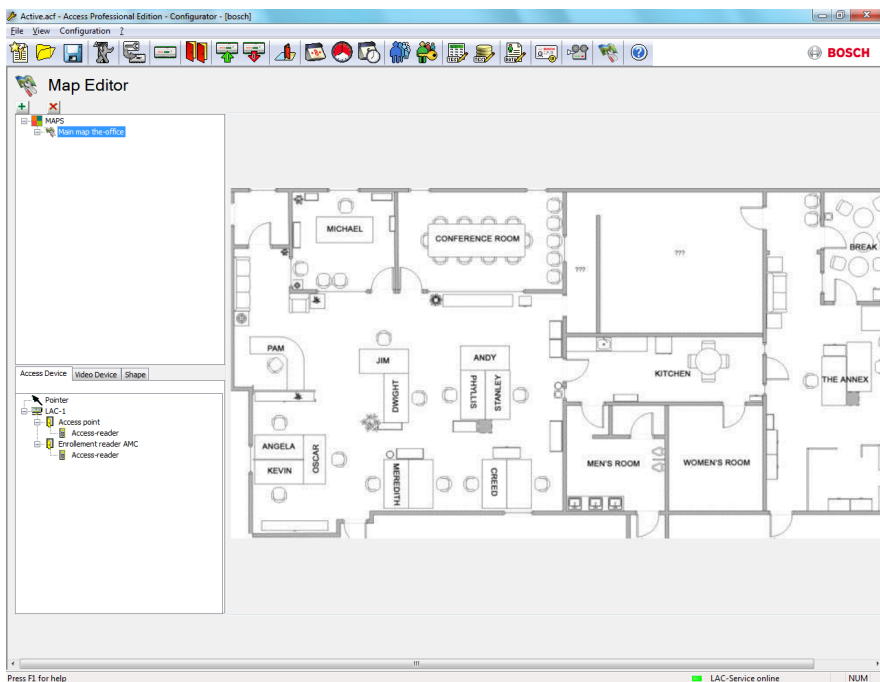 Active.acf - Access Professional Edition - Configurator - [bosch]
File View Configuration ?
BOSCH
Map Editor
MAPS
Main map the-office
Access Device Video Device Shape
Pointer
LAC-1
Access point
Access-reader
Enrollement reader AMC
Access-reader
MICHAEL
CONFERENCE ROOM
???
???
BREAK
PAM
JIM
ANDY
DWIGHT
PHYLLIS
STANLEY
KITCHEN
THE ANNEX
ANGELA
OSCAR
KEVIN
MEREDITH
CREED
MEN'S ROOM
WOMEN'S ROOM
Press F1 for help
LAC-Service online
NUM